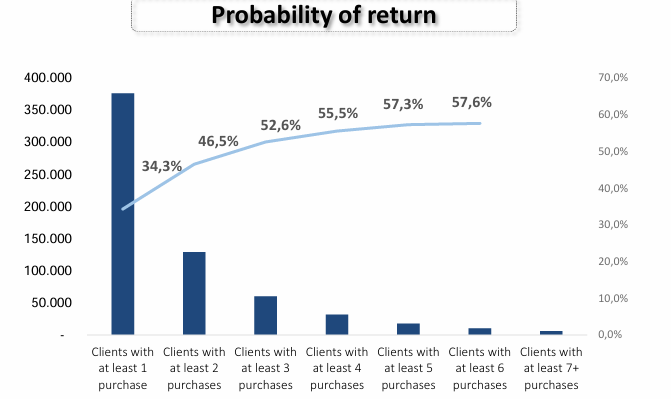 Probability of return
400.000
350.000
300.000
250.000
200.000
150.000
100.000
50.000
-
34,3%
46,5%
52,6%
55,5%
57,3%
57,6%
70,0%
60,0%
50,0%
40,0%
30,0%
20,0%
10,0%
0,0%
Clients with
at least 1
purchase
Clients with
at least 2
purchases
Clients with
at least 3
purchases
Clients with
at least 4
purchases
Clients with
at least 5
purchases
Clients with
at least 6
purchases
Clients with
at least 7+
purchases